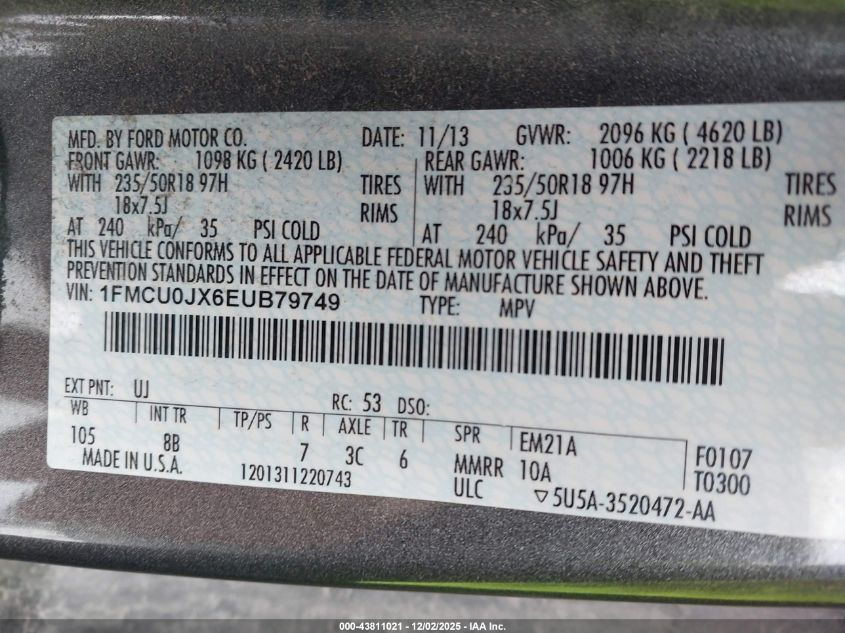 MFD. BY FORD MOTOR CO. DATE: 11/13 GVWR: 2096 KG ( 4620 LB)
FRONT GAWR: 1098 KG ( 2420 LB) REAR GAWR: 1006 KG ( 2218 LB)
WITH 235/50R18 97H TIRES WITH 235/50R18 97H TIRES
18x7.5J RIMS 18x7.5J RIMS
AT 240 kPa/ 35 PSI COLD AT 240 kPa/ 35 PSI COLD
THIS VEHICLE CONFORMS TO ALL APPLICABLE FEDERAL MOTOR VEHICLE SAFETY AND THEFT
PREVENTION STANDARDS IN EFFECT ON THE DATE OF MANUFACTURE SHOWN ABOVE.
VIN: 1FMCU0JX6EUB79749 TYPE: MPV
EXT PNT: UJ RC: 53 DSO:
WB INT TR TP/PS R AXLE TR SPR EM21A F0107
105 8B 7 3C 6 MMRR 10A T0300
MADE IN U.S.A. 1201311220743 ULC ▽5U5A-3520472-AA
000-43811021 - 12/02/2025 - IAA Inc.